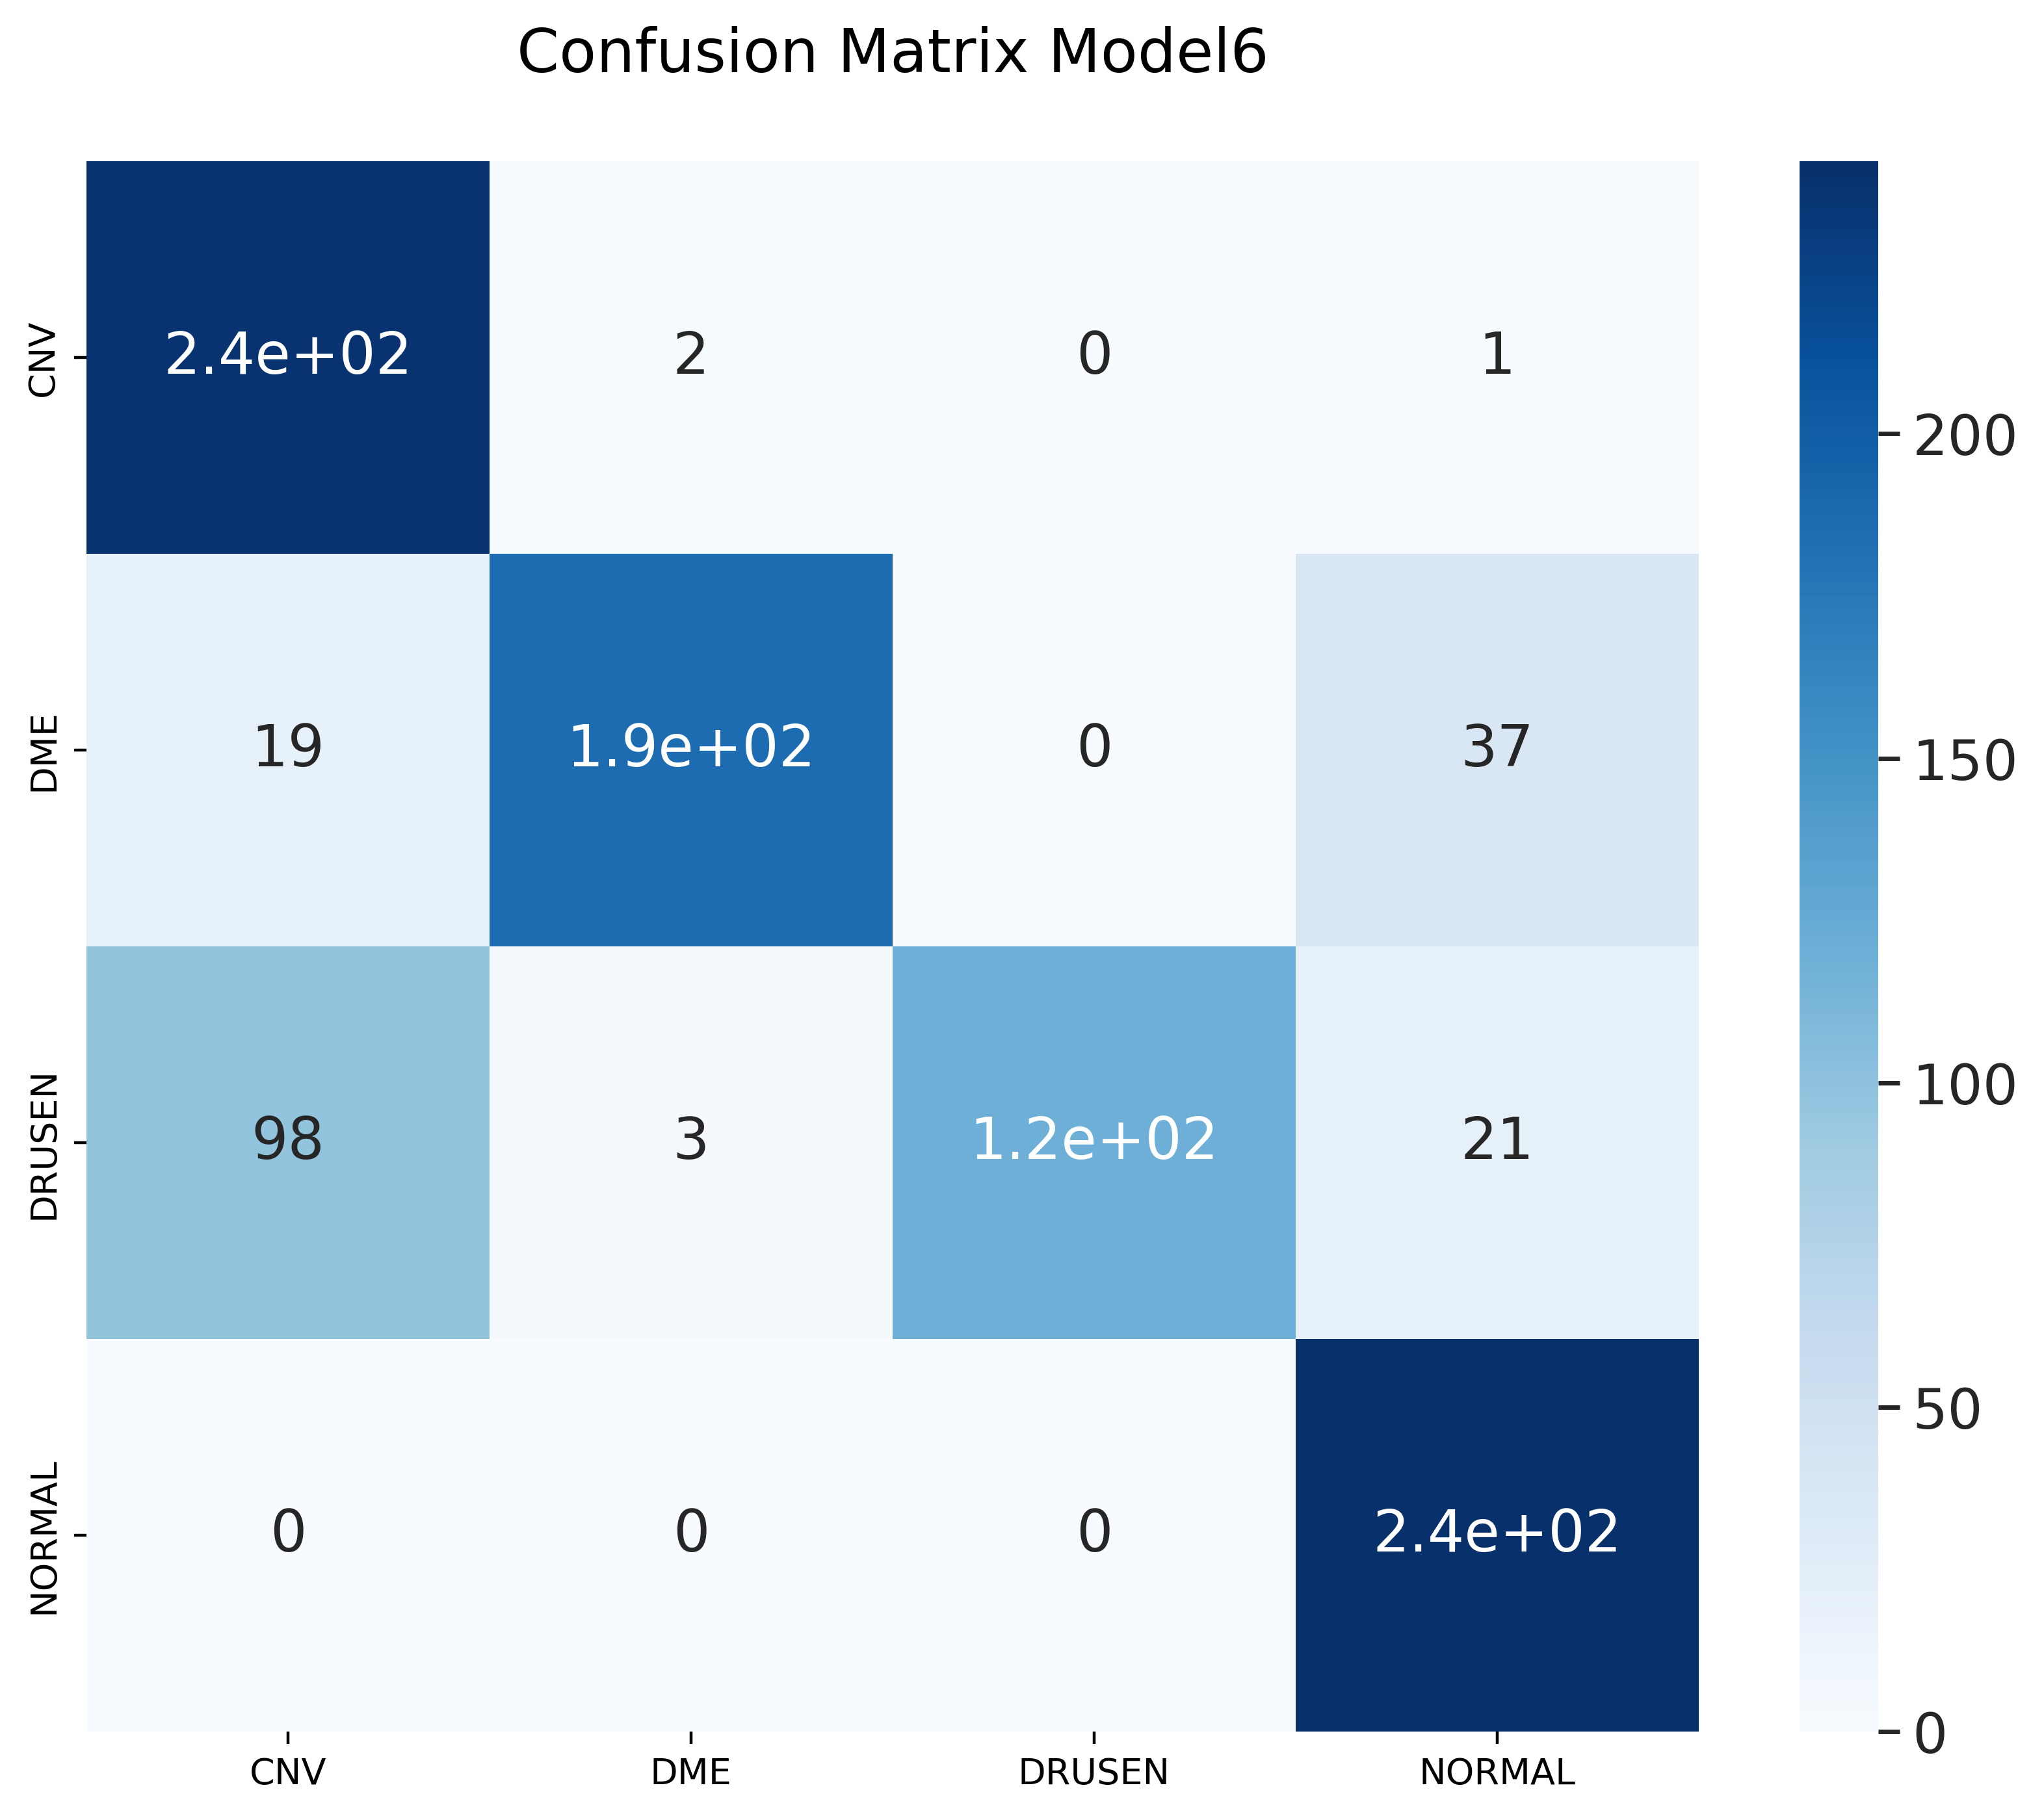 Confusion Matrix Model6
CNV
2.4e+02 2 0 1
DME
19 1.9e+02 0 37
DRUSEN
98 3 1.2e+02 21
NORMAL
0 0 0 2.4e+02
CNV DME DRUSEN NORMAL
200
150
100
50
0